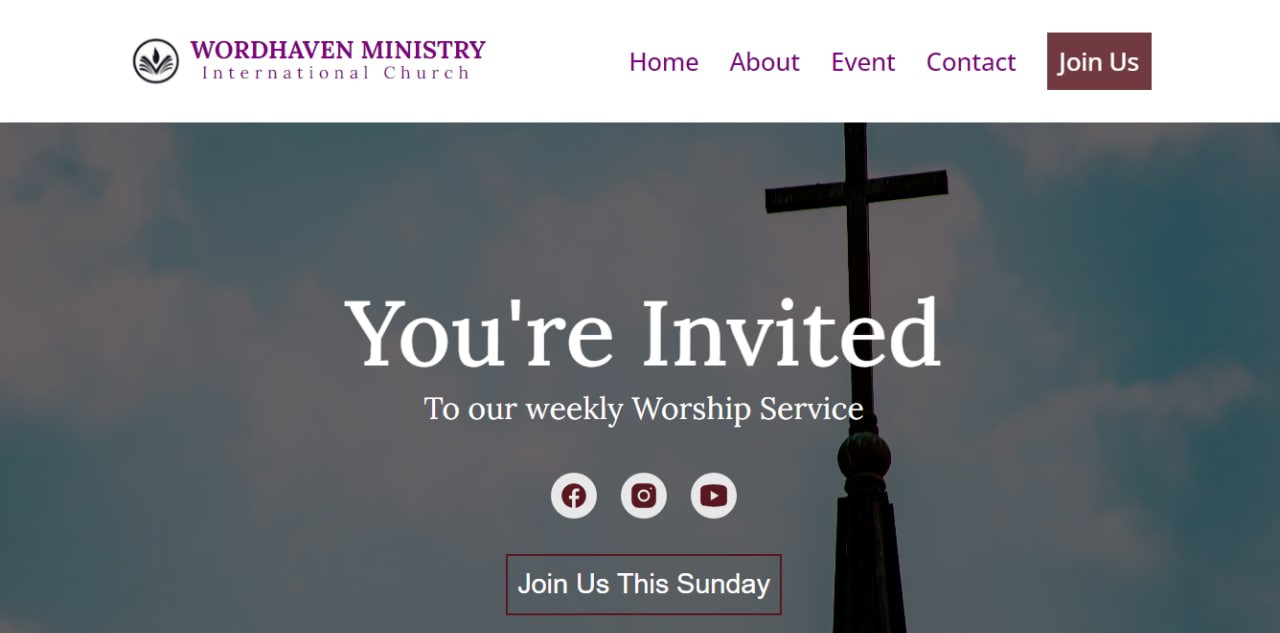 WORDHAVEN MINISTRY
International Church
Home About Event Contact Join Us
You're Invited
To our weekly Worship Service
Join Us This Sunday